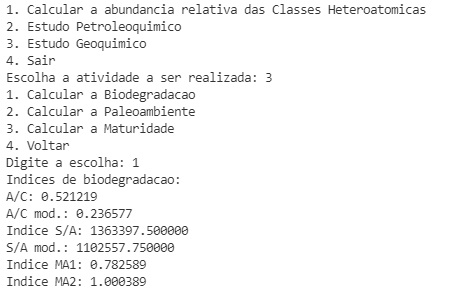 1. Calcular a abundancia relativa das Classes Heteroatomicas
2. Estudo Petroleoquimico
3. Estudo Geoquimico
4. Sair
Escolha a atividade a ser realizada: 3
1. Calcular a Biodegradacao
2. Calcular a Paleoambiente
3. Calcular a Maturidade
4. Voltar
Digite a escolha: 1
Indices de biodegradacao:
A/C: 0.521219
A/C mod.: 0.236577
Indice S/A: 1363397.500000
S/A mod.: 1102557.750000
Indice MA1: 0.782589
Indice MA2: 1.000389